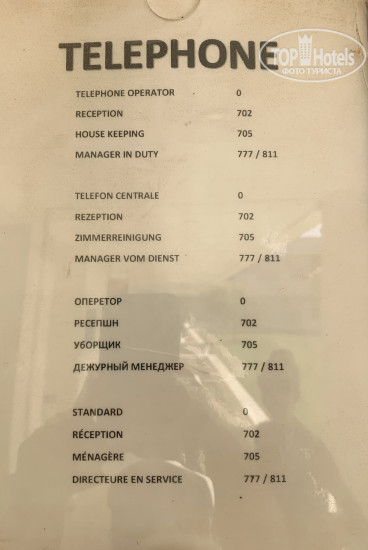 TELEPHONE
TOP Hotels
ФОТО ТУРИСТА
TELEPHONE OPERATOR 0
RECEPTION 702
HOUSE KEEPING 705
MANAGER IN DUTY 777 / 811
TELEFON CENTRALE 0
REZEPTION 702
ZIMMERREINIGUNG 705
MANAGER VOM DIENST 777 / 811
ОПЕРЕТОР 0
РЕСЕПШН 702
УБОРЩИК 705
ДЕЖУРНЫЙ МЕНЕДЖЕР 777 / 811
STANDARD 0
RÉCEPTION 702
MÉNAGÈRE 705
DIRECTEURE EN SERVICE 777 / 811